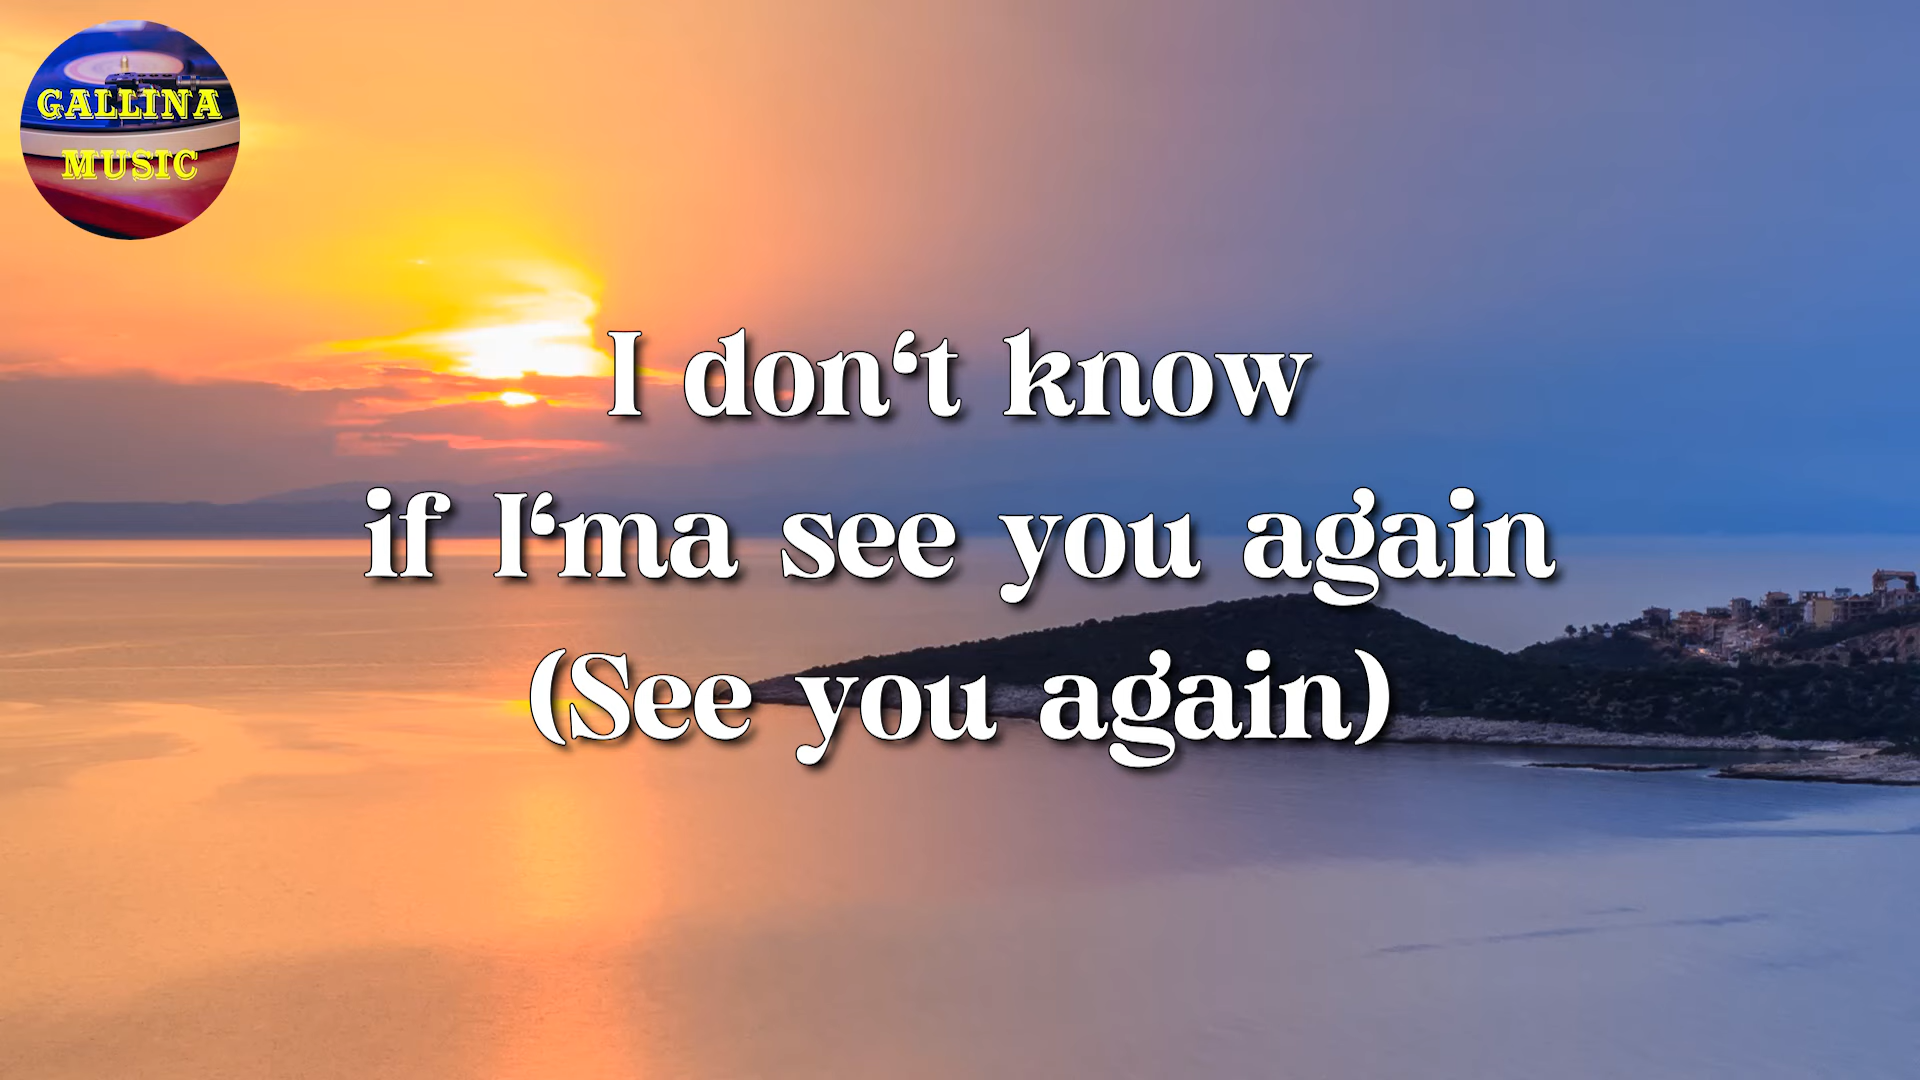 GALLINA
MUSIC
I don‘t know
if I‘ma see you again
(See you again)